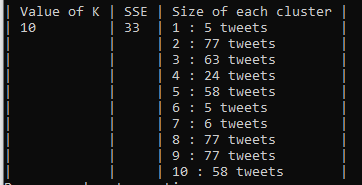 | Value of K | SSE | Size of each cluster |
| 10 | 33 | 1 : 5 tweets |
| | | 2 : 77 tweets |
| | | 3 : 63 tweets |
| | | 4 : 24 tweets |
| | | 5 : 58 tweets |
| | | 6 : 5 tweets |
| | | 7 : 6 tweets |
| | | 8 : 77 tweets |
| | | 9 : 77 tweets |
| | | 10 : 58 tweets |